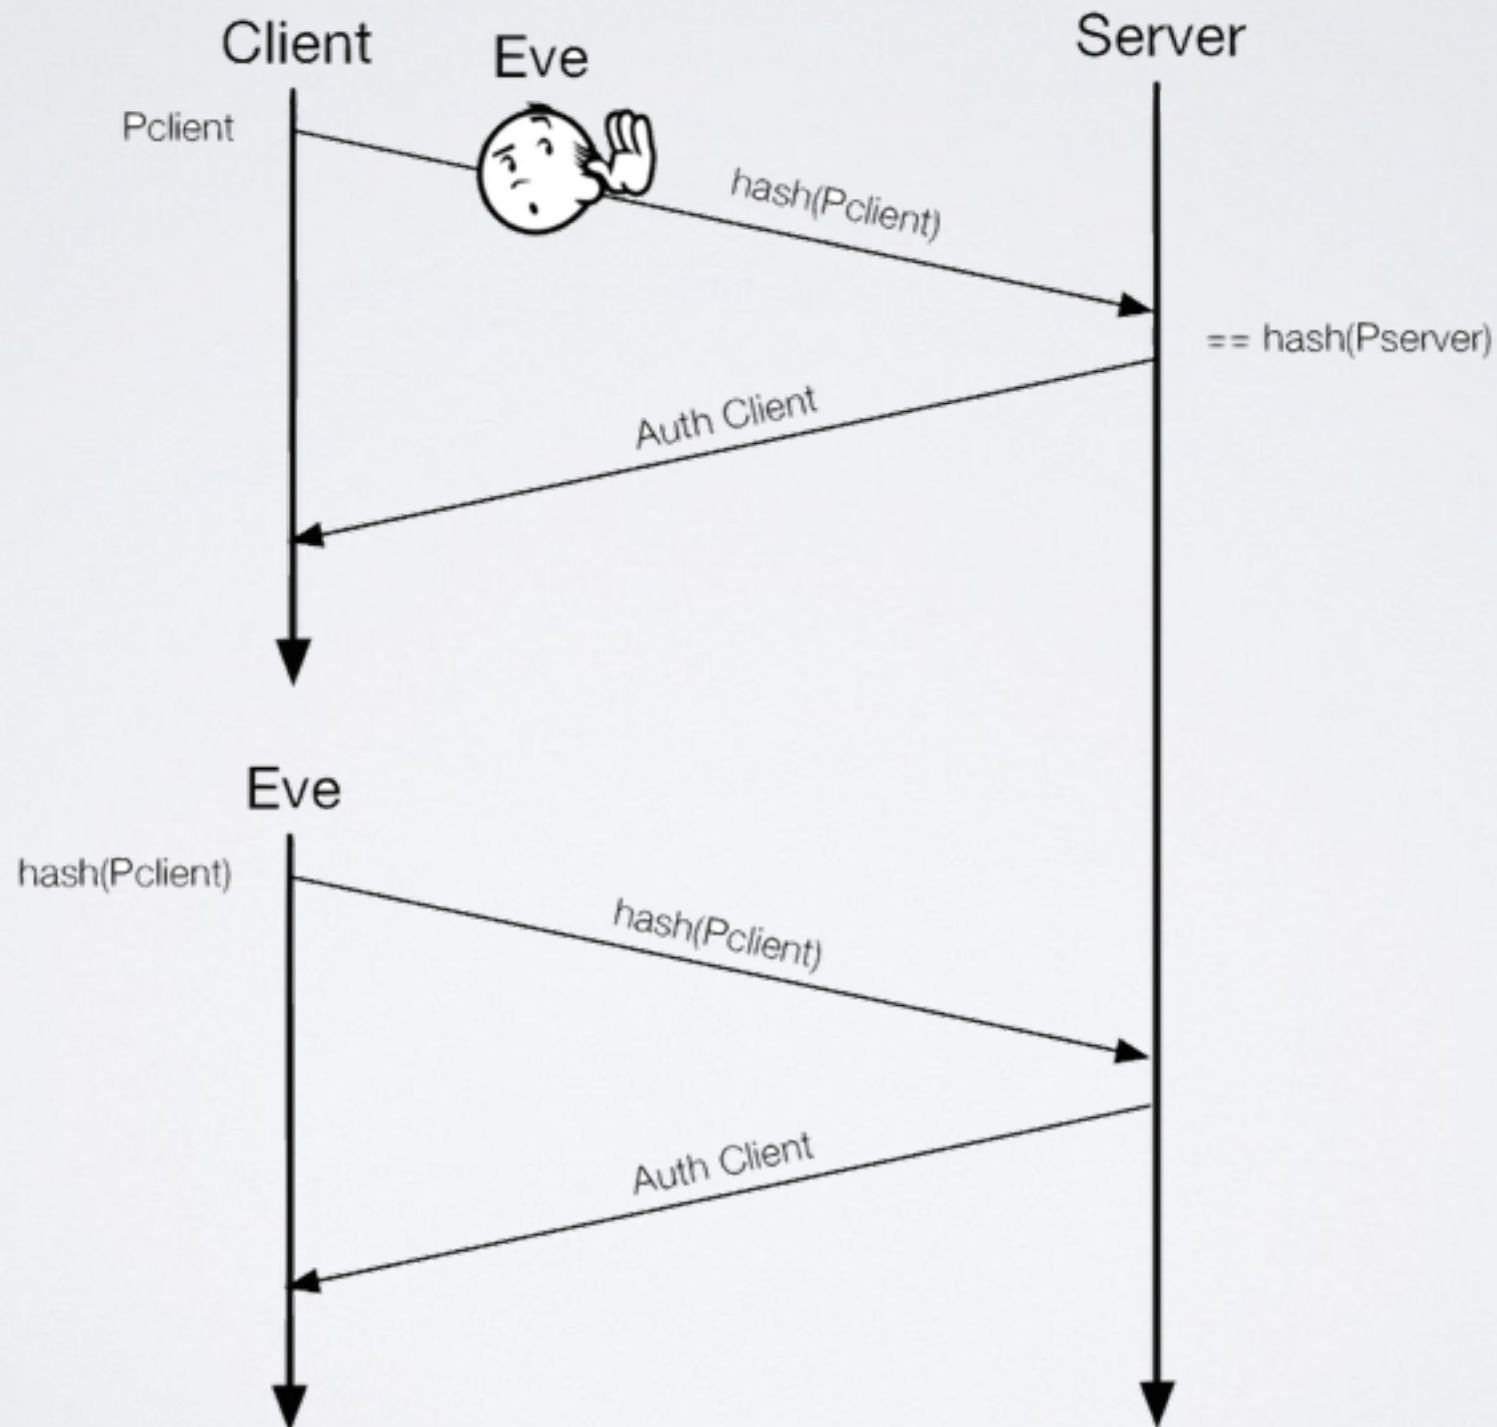 Client
Eve
Server
Pclient
hash(Pclient)
== hash(Pserver)
Auth Client
Eve
hash(Pclient)
hash(Pclient)
Auth Client